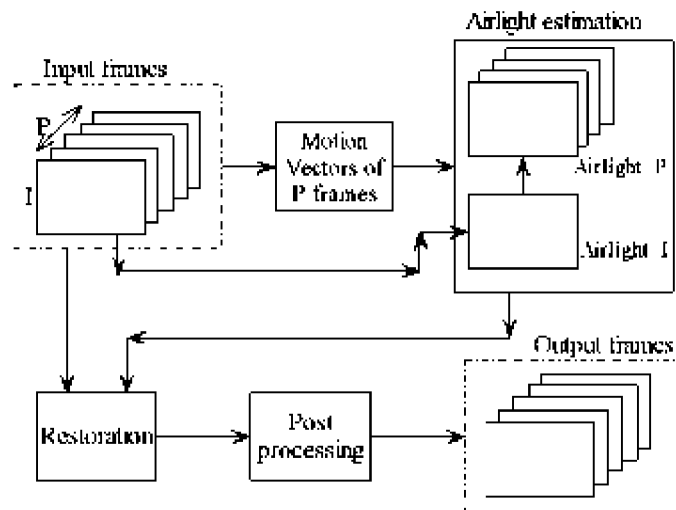 Airlight estimation
Input frames
P
I
Motion
Vectors of
P frames
Airlight P
Airlight I
Output frames
Restoration
Post
processing